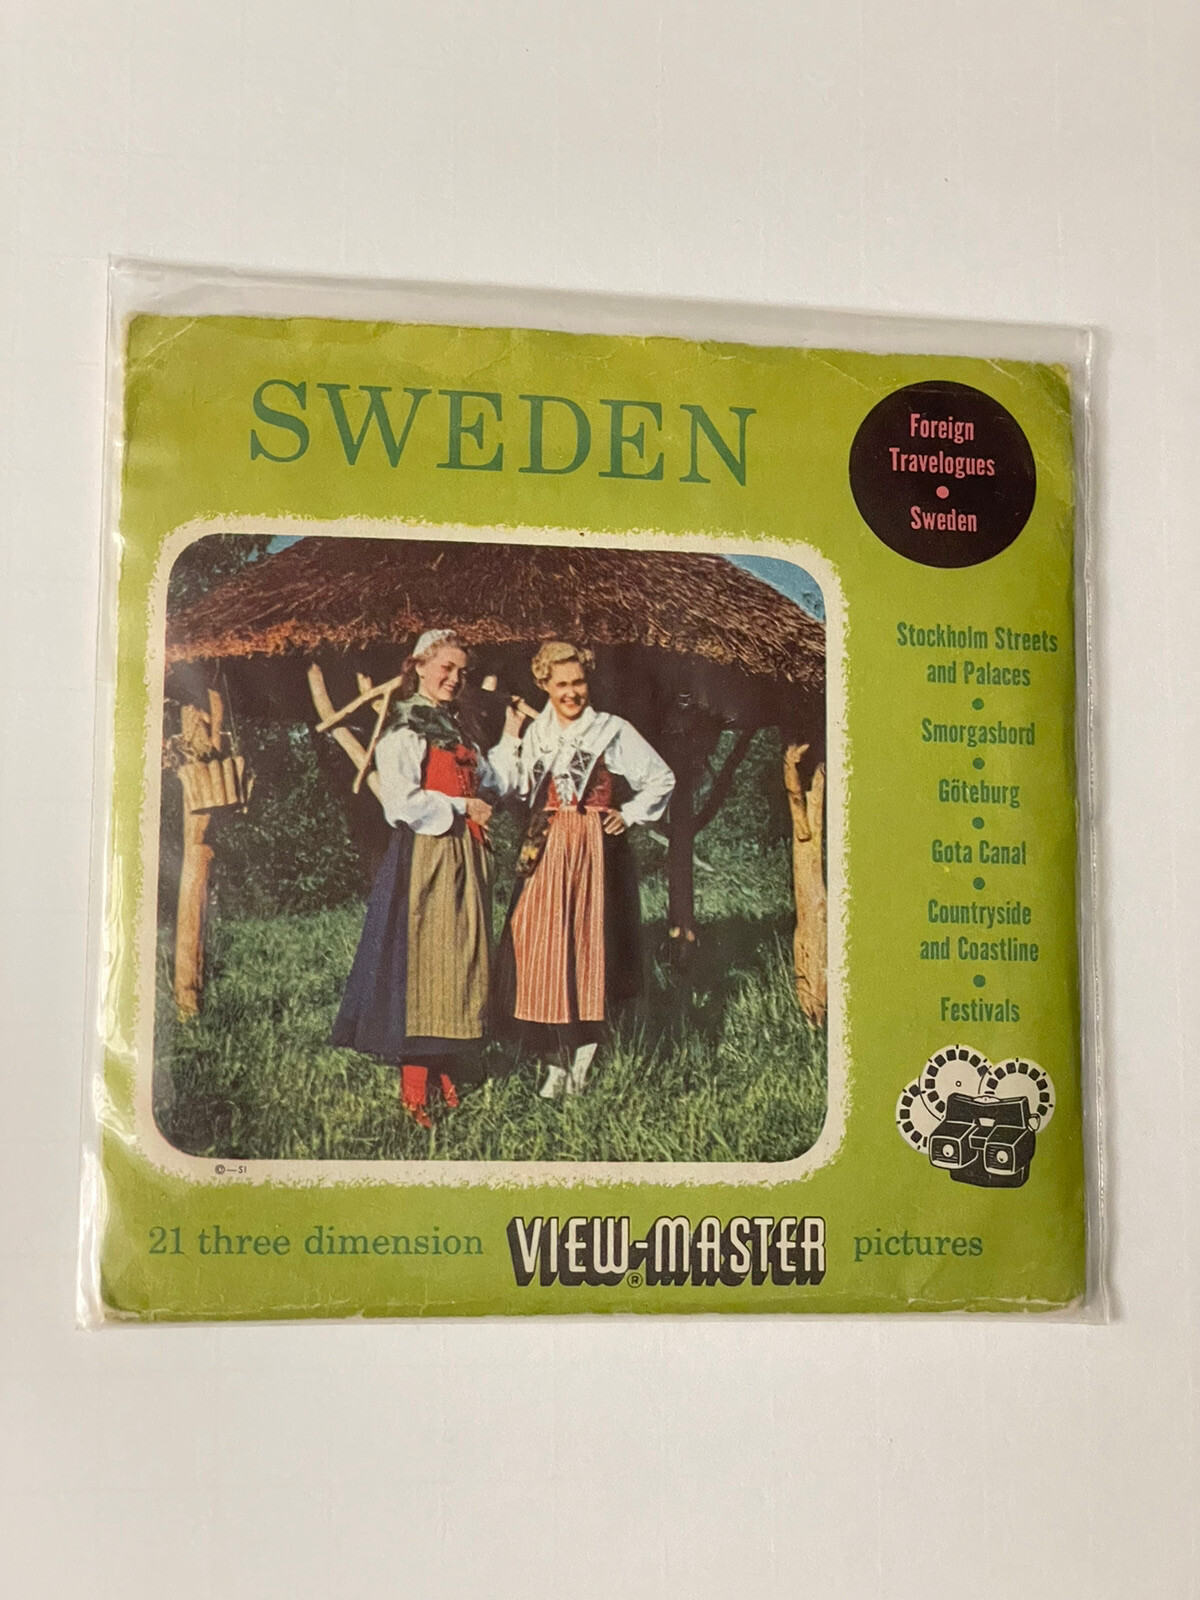 SWEDEN
Foreign
Travelogues
•
Sweden
Stockholm Streets
and Palaces
•
Smorgasbord
•
Göteburg
•
Gota Canal
•
Countryside
and Coastline
•
Festivals
©—S1
21 three dimension VIEW-MASTER® pictures